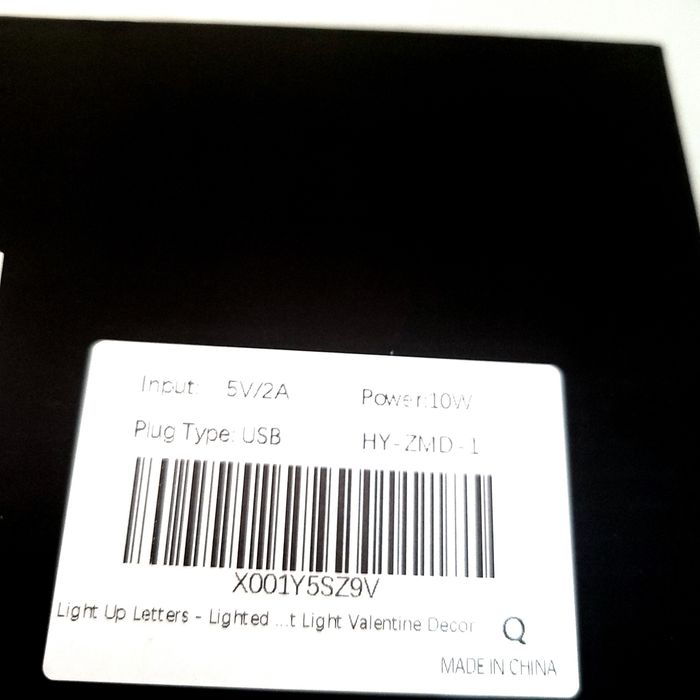 Input: 5V/2A Power:10W
Plug Type: USB HY-ZMD-1
X001Y5SZ9V
Light Up Letters - Lighted ...t Light Valentine Decor Q
MADE IN CHINA